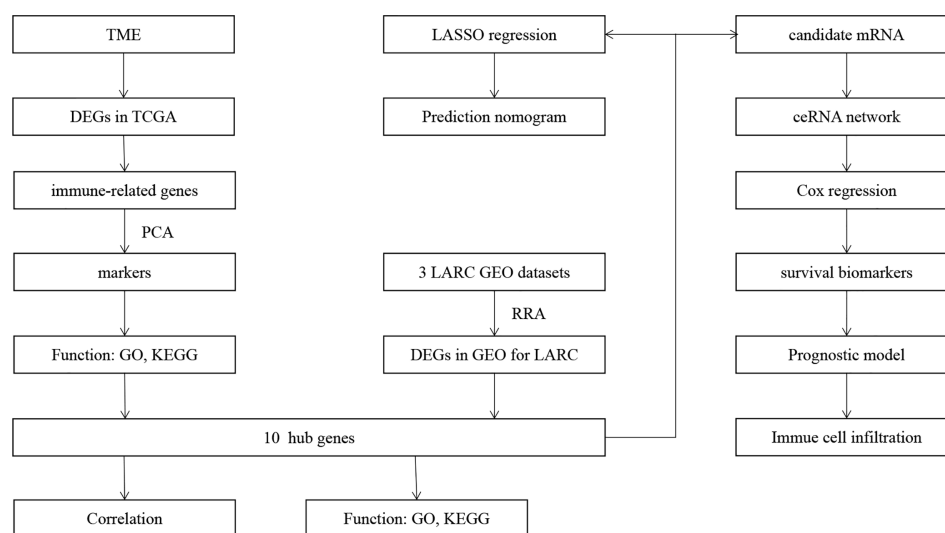 TME
DEGs in TCGA
immune-related genes
PCA
markers
Function: GO, KEGG
LASSO regression
Prediction nomogram
3 LARC GEO datasets
RRA
DEGs in GEO for LARC
10 hub genes
Correlation
Function: GO, KEGG
candidate mRNA
ceRNA network
Cox regression
survival biomarkers
Prognostic model
Immue cell infiltration